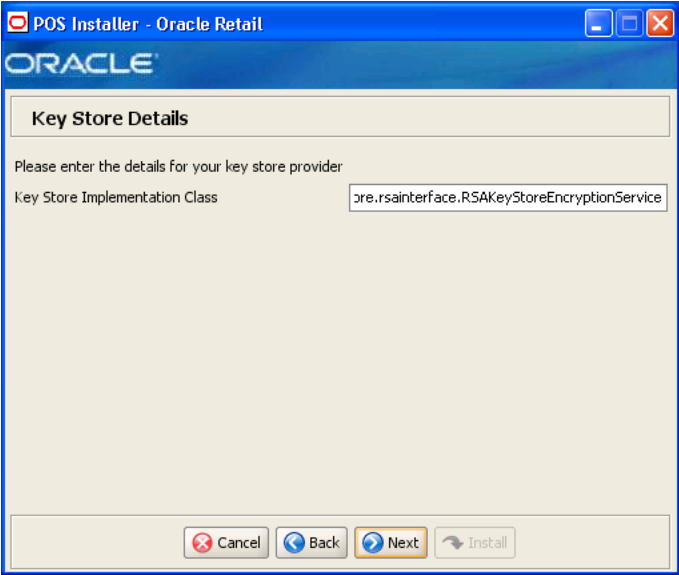 POS Installer - Oracle Retail
ORACLE
Key Store Details
Please enter the details for your key store provider
Key Store Implementation Class
ore.rsainterface.RSAKeyStoreEncryptionService
Cancel
Back
Next
Install